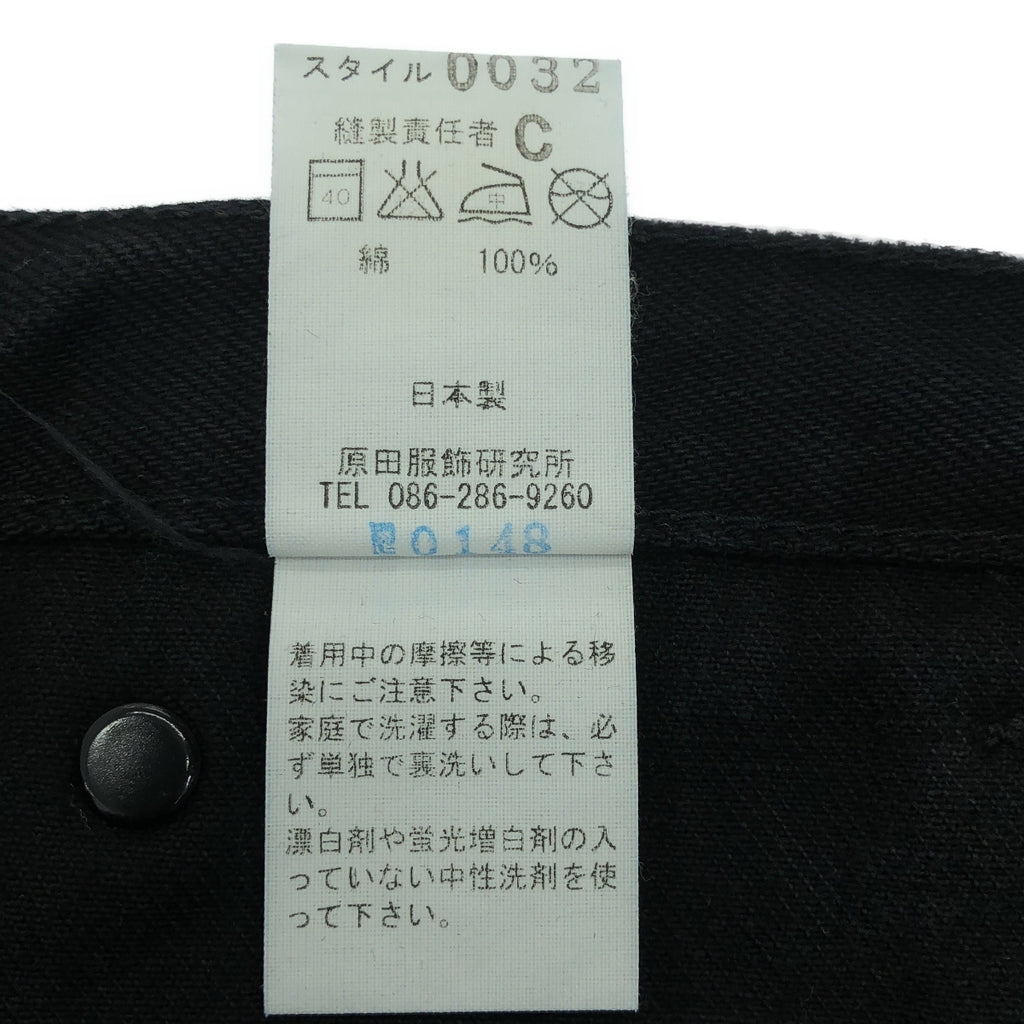 スタイル 0032
縫製責任者 C
40 中
綿 100%
日本製
原田服飾研究所
TEL 086-286-9260
0148
着用中の摩擦等による移
染にご注意下さい。
家庭で洗濯する際は、必
ず単独で裏洗いして下さ
い。
漂白剤や蛍光増白剤の入
っていない中性洗剤を使
って下さい。